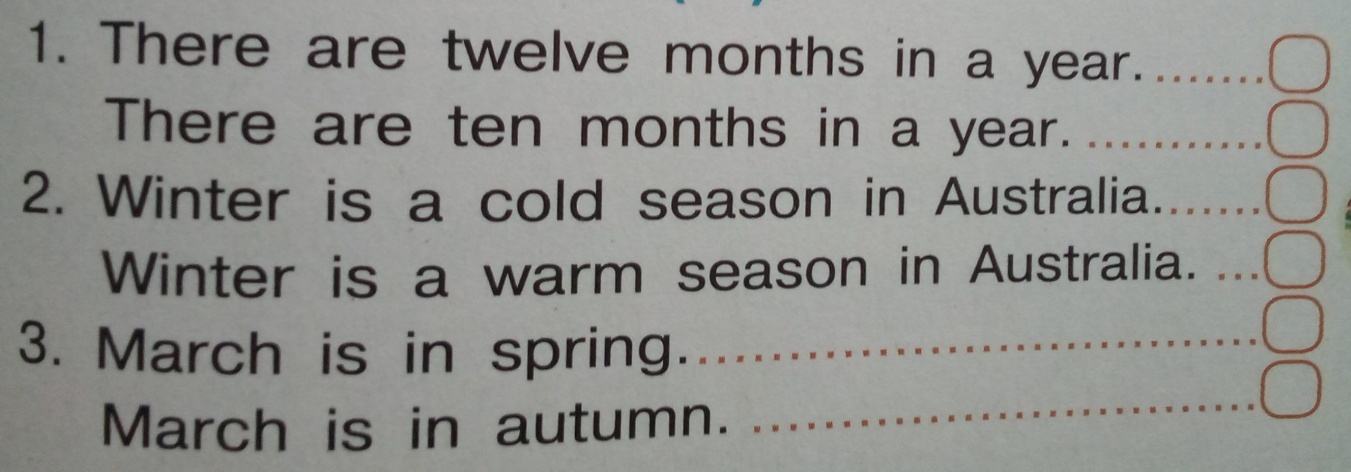 1. There are twelve months in a year. ........
There are ten months in a year. ............
2. Winter is a cold season in Australia. .......
Winter is a warm season in Australia. ...
3. March is in spring. ...............................
March is in autumn. ............................